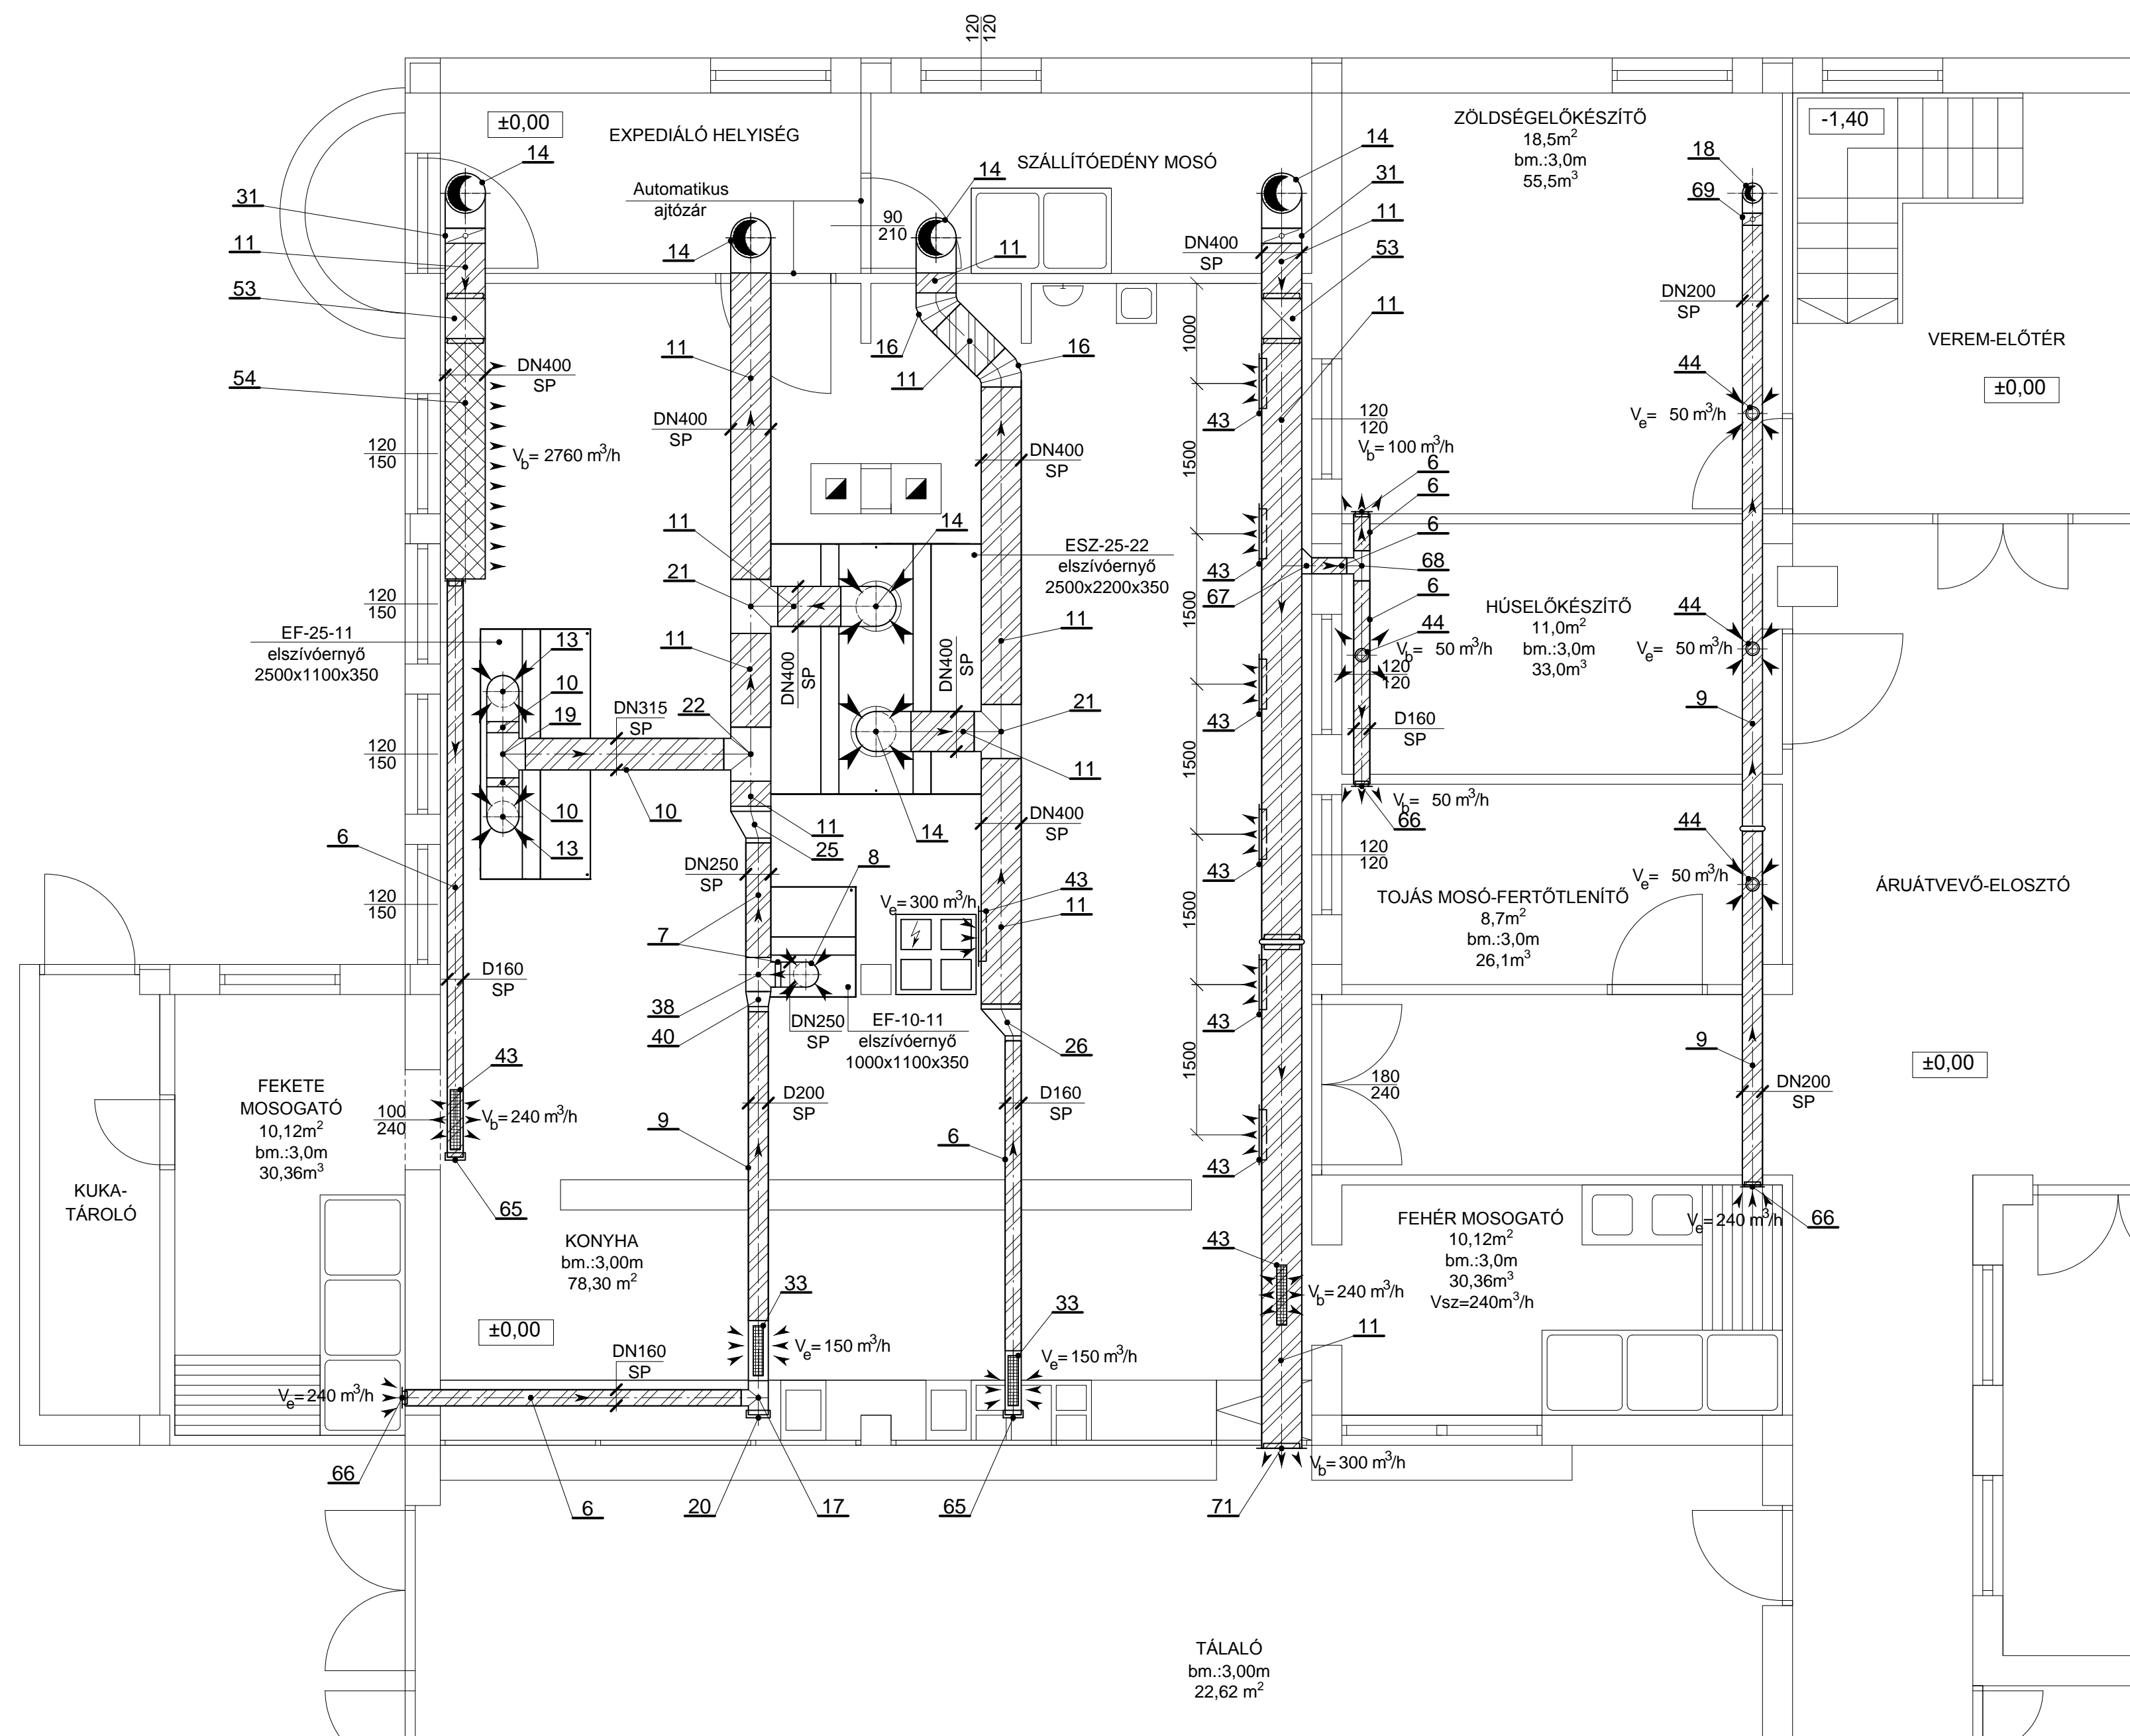 120
120
±0,00
EXPEDIÁLÓ HELYISÉG
14
SZÁLLÍTÓEDÉNY MOSÓ
14
14
31
ZÖLDSÉGELŐKÉSZÍTŐ
18,5m²
bm.:3,0m
55,5m³
18
69
-1,40
31
11
53
54
Automatikus
ajtózár
14
90
210
11
DN400
SP
11
53
11
DN200
SP
VEREM-ELŐTÉR
±0,00
DN400
SP
120
150
Vb= 2760 m³/h
11
DN400
SP
16
11
16
DN400
SP
1000
1500
1500
1500
1500
1500
43
43
43
43
43
43
120
120
Vb= 100 m³/h
6
6
6
68
6
67
44
Ve= 50 m³/h
11
21
14
ESZ-25-22
elszívóernyő
2500x2200x350
120
150
EF-25-11
elszívóernyő
2500x1100x350
13
10
19
DN315
SP
22
11
DN400
SP
DN400
SP
11
21
11
44
Vb= 50 m³/h
120
120
D160
SP
HÚSELŐKÉSZÍTŐ
11,0m²
bm.:3,0m
33,0m³
44
Ve= 50 m³/h
9
120
150
10
13
10
11
25
14
DN400
SP
Vb= 50 m³/h
66
120
120
44
Ve= 50 m³/h
6
120
150
DN250
SP
8
Ve= 300 m³/h
43
11
TOJÁS MOSÓ-FERTŐTLENÍTŐ
8,7m²
bm.:3,0m
26,1m³
ÁRUÁTVEVŐ-ELOSZTÓ
7
D160
SP
38
40
DN250
SP
EF-10-11
elszívóernyő
1000x1100x350
26
9
±0,00
43
FEKETE
MOSOGATÓ
10,12m²
bm.:3,0m
30,36m³
100
240
Vb= 240 m³/h
D200
SP
D160
SP
180
240
DN200
SP
9
6
KUKA-
TÁROLÓ
65
KONYHA
bm.:3,00m
78,30 m²
43
FEHÉR MOSOGATÓ
10,12m²
bm.:3,0m
30,36m³
Vsz=240m³/h
Ve= 240 m³/h
66
33
33
Vb= 240 m³/h
±0,00
DN160
SP
Ve= 150 m³/h
Ve= 150 m³/h
11
Ve= 240 m³/h
66
6
20
17
65
71
Vb= 300 m³/h
TÁLALÓ
bm.:3,00m
22,62 m²